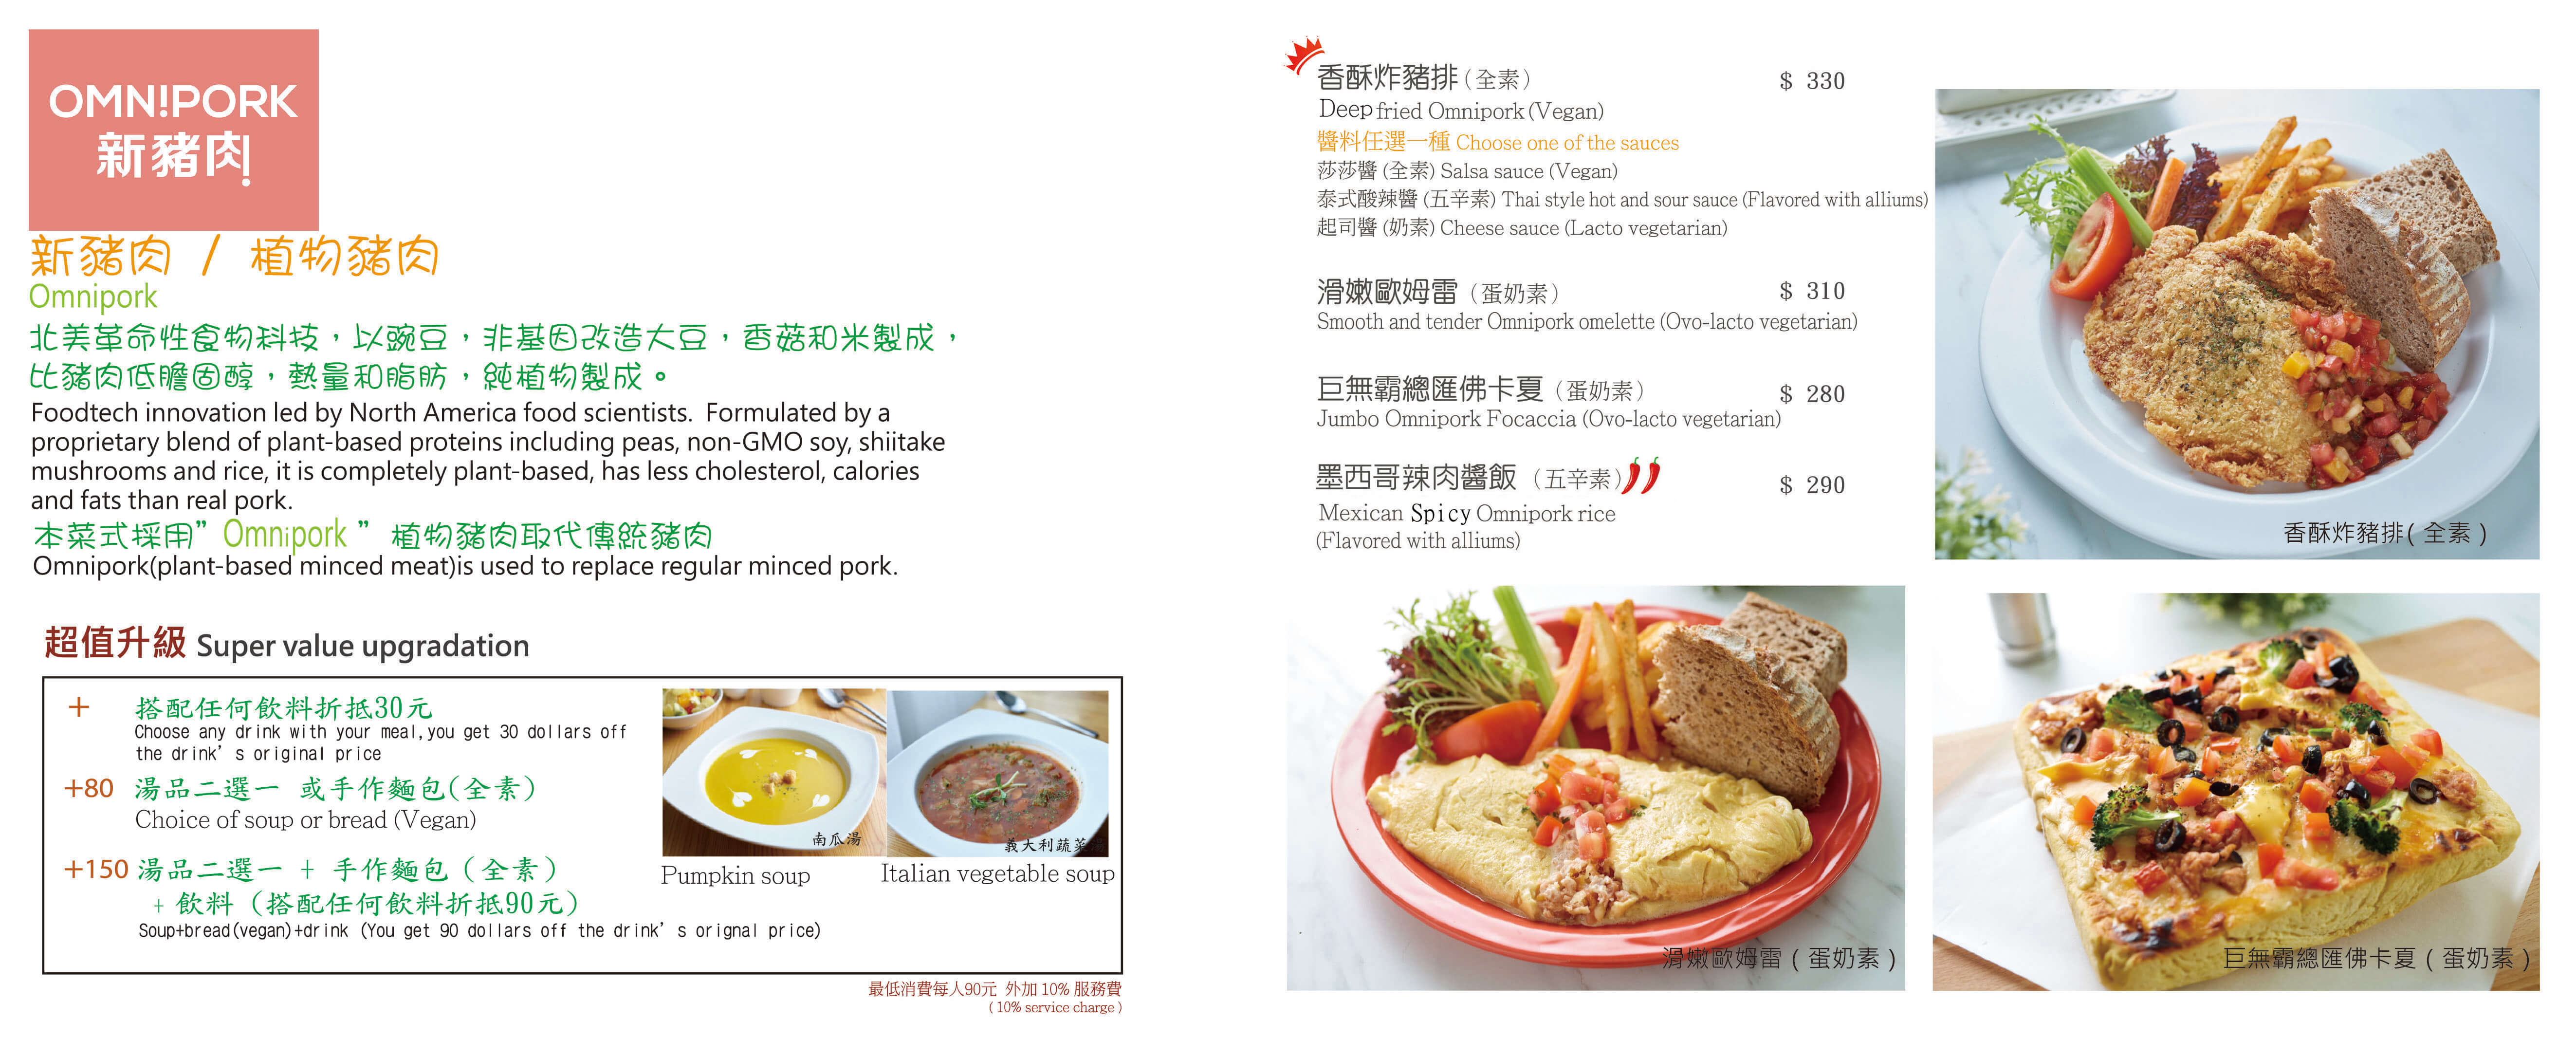 OMN!PORK
新豬肉
新豬肉 / 植物豬肉
Omnipork
北美革命性食物科技，以豌豆，非基因改造大豆，香菇和米製成，
比豬肉低膽固醇，熱量和脂肪，純植物製成。
Foodtech innovation led by North America food scientists. Formulated by a
proprietary blend of plant-based proteins including peas, non-GMO soy, shiitake
mushrooms and rice, it is completely plant-based, has less cholesterol, calories
and fats than real pork.
本菜式採用”Omnipork ” 植物豬肉取代傳統豬肉
Omnipork(plant-based minced meat)is used to replace regular minced pork.
超值升級 Super value upgradation
+ 搭配任何飲料折抵30元
Choose any drink with your meal,you get 30 dollars off
the drink’s original price
+80 湯品二選一 或手作麵包(全素)
Choice of soup or bread (Vegan)
+150 湯品二選一 + 手作麵包（全素）
+ 飲料（搭配任何飲料折抵90元）
Soup+bread(vegan)+drink (You get 90 dollars off the drink’s orignal price)
南瓜湯
Pumpkin soup
義大利蔬菜湯
Italian vegetable soup
最低消費每人90元 外加 10% 服務費
( 10% service charge )
香酥炸豬排（全素） $ 330
Deep fried Omnipork (Vegan)
醬料任選一種 Choose one of the sauces
莎莎醬 (全素) Salsa sauce (Vegan)
泰式酸辣醬 (五辛素) Thai style hot and sour sauce (Flavored with alliums)
起司醬 (奶素) Cheese sauce (Lacto vegetarian)
滑嫩歐姆雷（蛋奶素） $ 310
Smooth and tender Omnipork omelette (Ovo-lacto vegetarian)
巨無霸總匯佛卡夏（蛋奶素） $ 280
Jumbo Omnipork Focaccia (Ovo-lacto vegetarian)
墨西哥辣肉醬飯 （五辛素） $ 290
Mexican Spicy Omnipork rice
(Flavored with alliums)
香酥炸豬排( 全素 )
滑嫩歐姆雷 ( 蛋奶素 )
巨無霸總匯佛卡夏 ( 蛋奶素 )